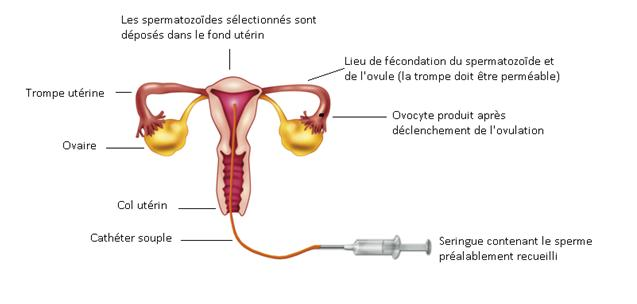 Les spermatozoïdes sélectionnés sont
déposés dans le fond utérin
Lieu de fécondation du spermatozoïde et
de l'ovule (la trompe doit être perméable)
Trompe utérine
Ovocyte produit après
déclenchement de l'ovulation
Ovaire
Col utérin
Cathéter souple
Seringue contenant le sperme
préalablement recueilli